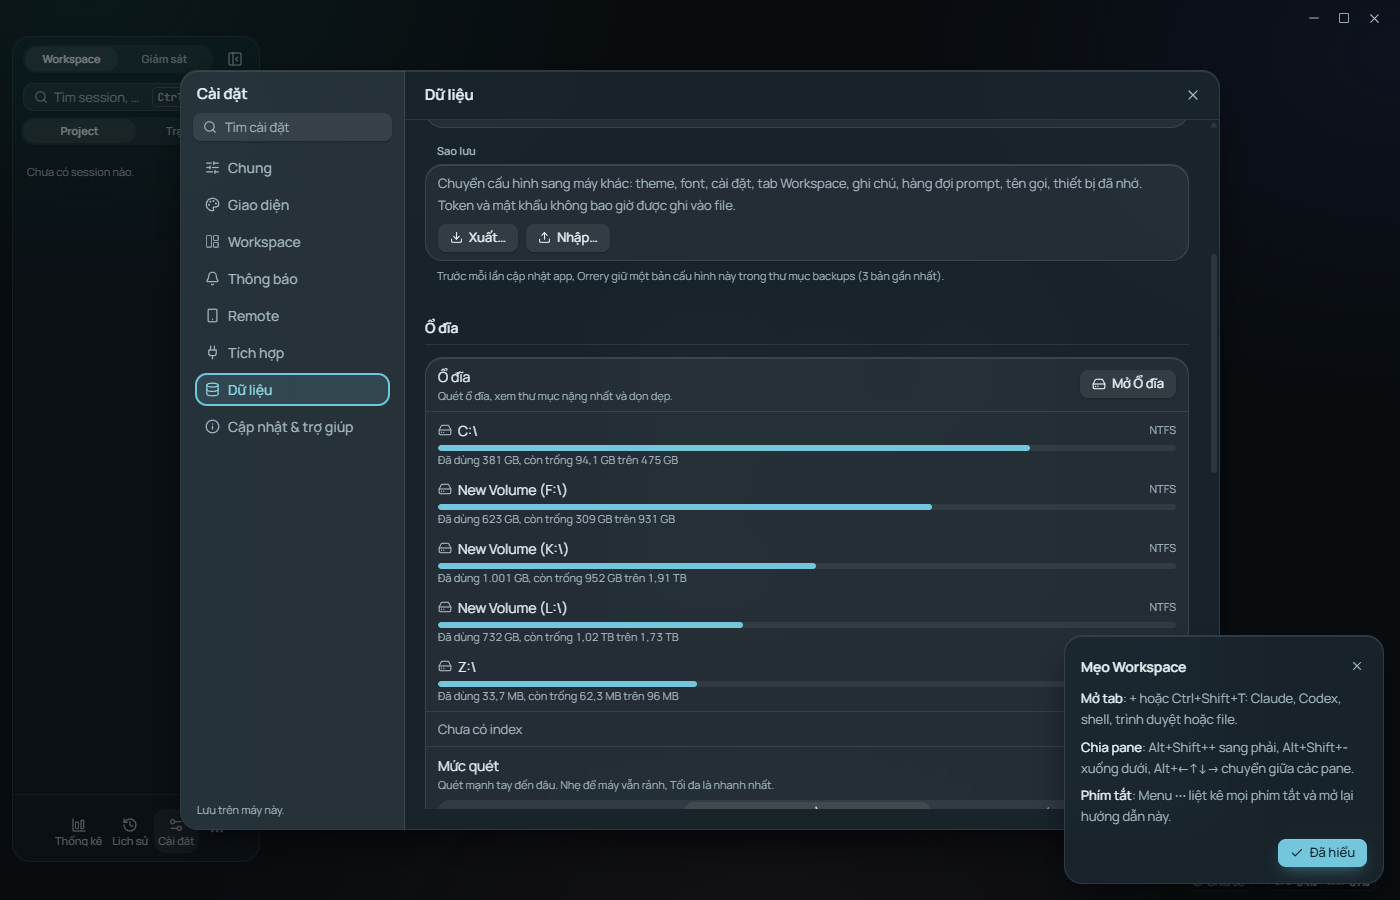 Workspace
Giám sát
Tìm session, ...
Project
Chưa có session nào.
Thống kê
Lịch sử
Cài đặt
Cài đặt
Tìm cài đặt
Chung
Giao diện
Workspace
Thông báo
Remote
Tích hợp
Dữ liệu
Cập nhật & trợ giúp
Lưu trên máy này.
Dữ liệu
Sao lưu
Chuyển cấu hình sang máy khác: theme, font, cài đặt, tab Workspace, ghi chú, hàng đợi prompt, tên gọi, thiết bị đã nhớ.
Token và mật khẩu không bao giờ được ghi vào file.
Xuất...
Nhập...
Trước mỗi lần cập nhật app, Orrery giữ một bản cấu hình này trong thư mục backups (3 bản gần nhất).
Ổ đĩa
Ổ đĩa
Quét ổ đĩa, xem thư mục nặng nhất và dọn dẹp.
Mở Ổ đĩa
C:\
NTFS
Đã dùng 381 GB, còn trống 94,1 GB trên 475 GB
New Volume (F:\)
NTFS
Đã dùng 623 GB, còn trống 309 GB trên 931 GB
New Volume (K:\)
NTFS
Đã dùng 1.001 GB, còn trống 952 GB trên 1,91 TB
New Volume (L:\)
NTFS
Đã dùng 732 GB, còn trống 1,02 TB trên 1,73 TB
Z:\
Đã dùng 33,7 MB, còn trống 62,3 MB trên 96 MB
Chưa có index
Mức quét
Quét mạnh tay đến đâu. Nhẹ để máy vẫn rảnh, Tối đa là nhanh nhất.
Mẹo Workspace
Mở tab: + hoặc Ctrl+Shift+T: Claude, Codex,
shell, trình duyệt hoặc file.
Chia pane: Alt+Shift++ sang phải, Alt+Shift+-
xuống dưới, Alt+←↑↓→ chuyển giữa các pane.
Phím tắt: Menu ⋯ liệt kê mọi phím tắt và mở lại
hướng dẫn này.
Đã hiểu